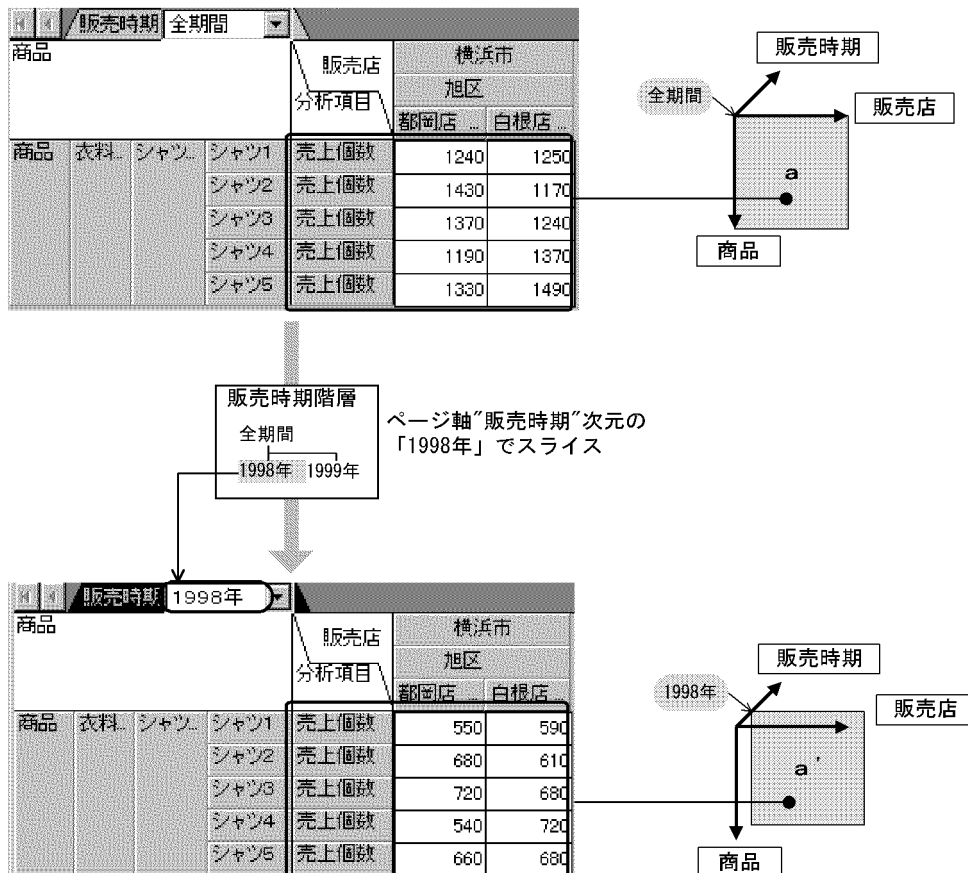 販売時期 全期間
商品
販売店 横浜市
旭区
分析項目
都岡店 .. 白根店 ..
商品 衣料.. シャツ.. シャツ1 売上個数 1240 1250
シャツ2 売上個数 1430 1170
シャツ3 売上個数 1370 1240
シャツ4 売上個数 1190 1370
シャツ5 売上個数 1330 1490
販売時期
全期間
販売店
a
商品
販売時期階層
全期間
1998年 1999年
ページ軸"販売時期"次元の
「1998年」でスライス
販売時期 1998年
商品
販売店 横浜市
旭区
分析項目
都岡店 .. 白根店 ..
商品 衣料.. シャツ.. シャツ1 売上個数 550 590
シャツ2 売上個数 680 610
シャツ3 売上個数 720 680
シャツ4 売上個数 540 720
シャツ5 売上個数 660 680
販売時期
1998年
販売店
a'
商品